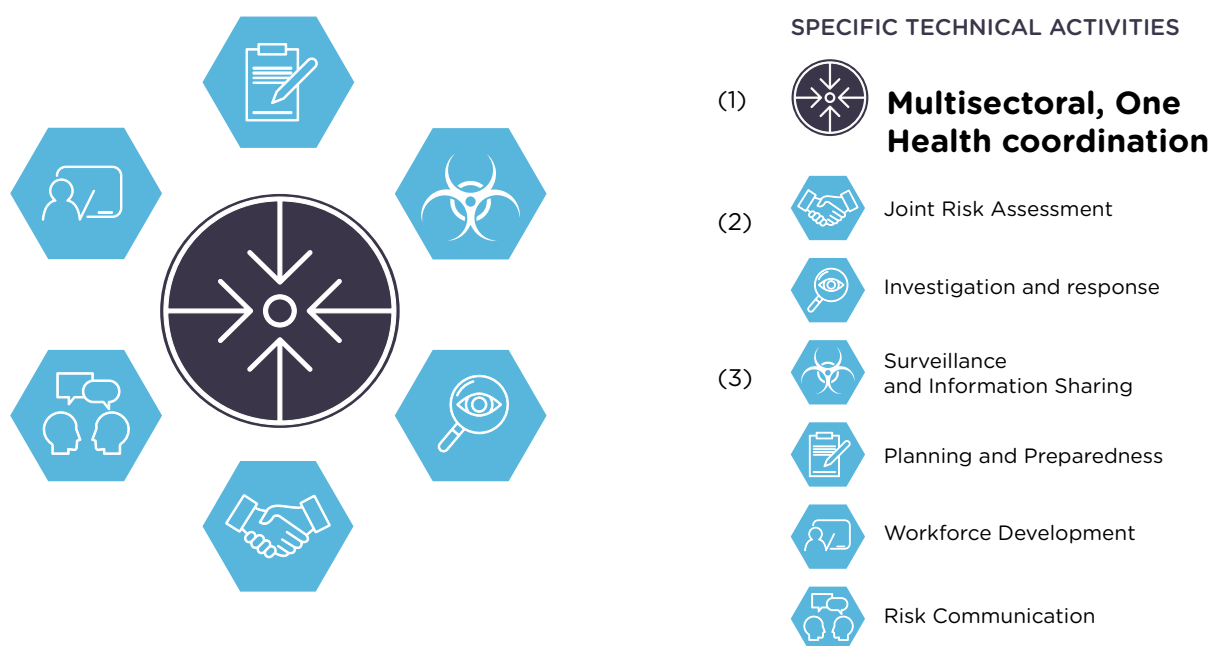 SPECIFIC TECHNICAL ACTIVITIES
(1)
Multisectoral, One
Health coordination
(2)
Joint Risk Assessment
Investigation and response
(3)
Surveillance
and Information Sharing
Planning and Preparedness
Workforce Development
Risk Communication